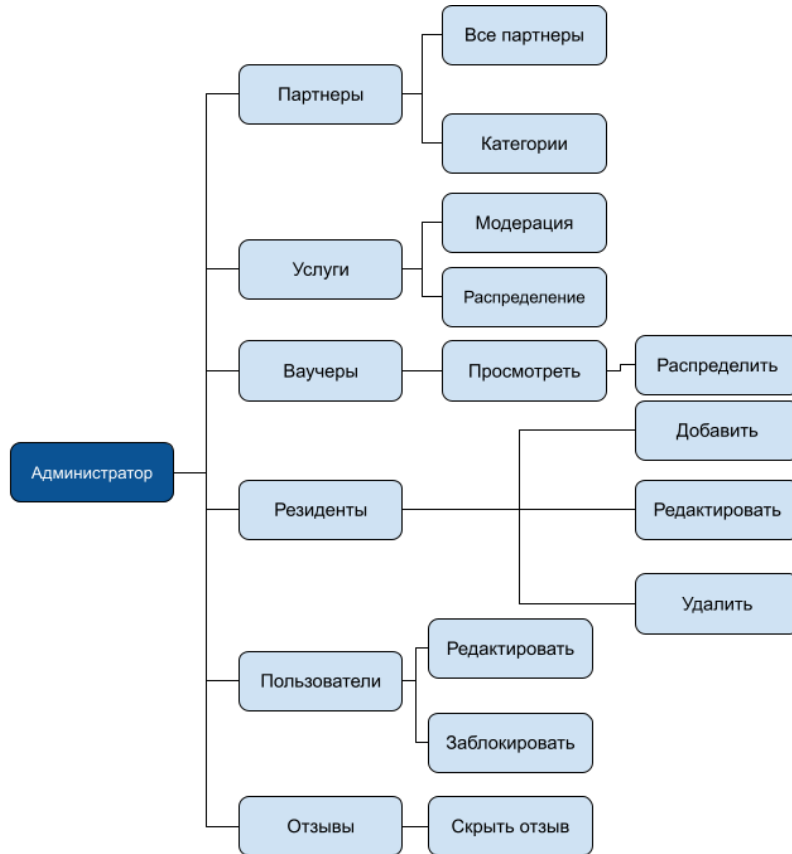 Все партнеры
Партнеры
Категории
Модерация
Услуги
Распределение
Ваучеры
Просмотреть
Распределить
Добавить
Администратор
Резиденты
Редактировать
Удалить
Редактировать
Пользователи
Заблокировать
Отзывы
Скрыть отзыв